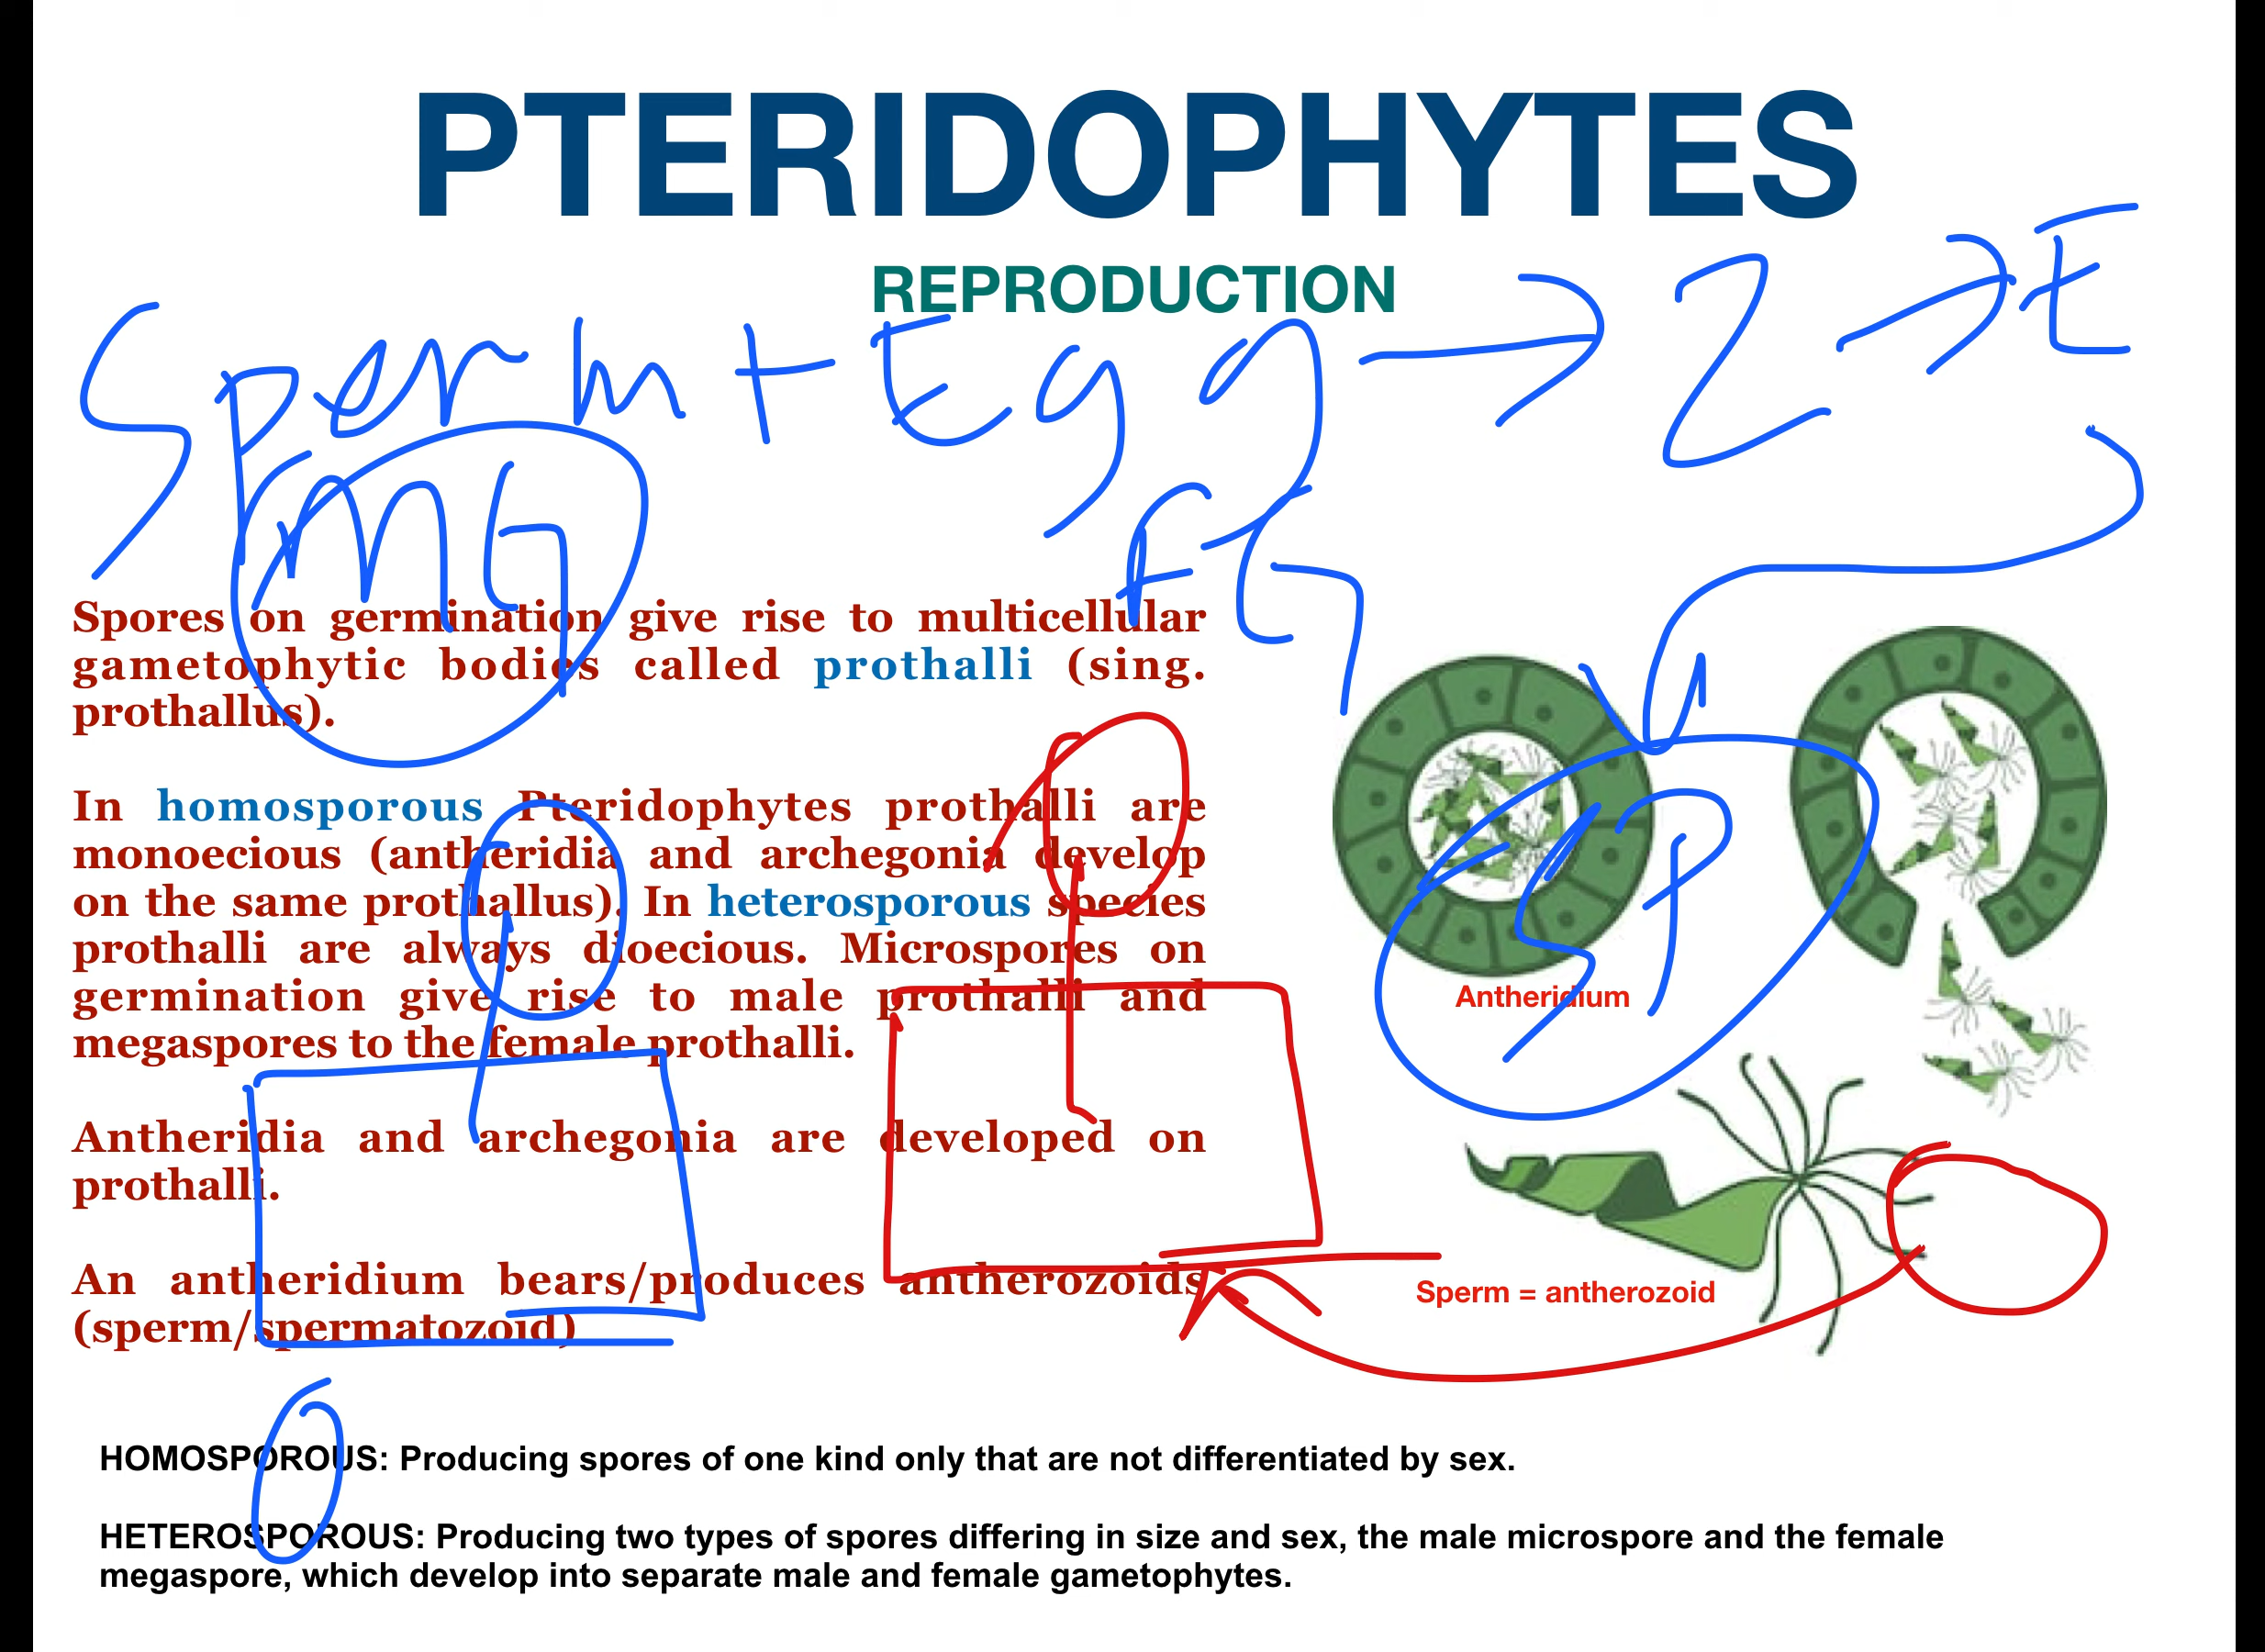 PTERIDOPHYTES
REPRODUCTION
Sperm + Egg → Z → E
MG
FG
Spores on germination give rise to multicellular
gametophytic bodies called prothalli (sing.
prothallus).
In homosporous Pteridophytes prothalli are
monoecious (antheridia and archegonia develop
on the same prothallus). In heterosporous species
prothalli are always dioecious. Microspores on
germination give rise to male prothalli and
megaspores to the female prothalli.
Antheridia and archegonia are developed on
prothalli.
An antheridium bears/produces antherozoids
(sperm/spermatozoid)
SP
Antheridium
Sperm = antherozoid
HOMOSPOROUS: Producing spores of one kind only that are not differentiated by sex.
HETEROSPOROUS: Producing two types of spores differing in size and sex, the male microspore and the female
megaspore, which develop into separate male and female gametophytes.